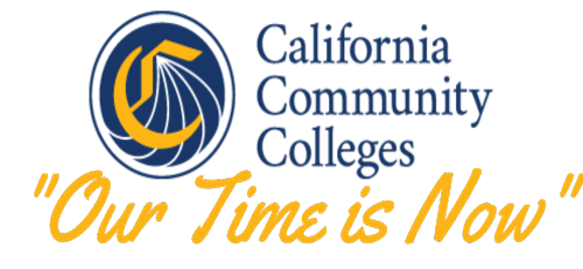 California
Community
Colleges
"Our Time is Now"